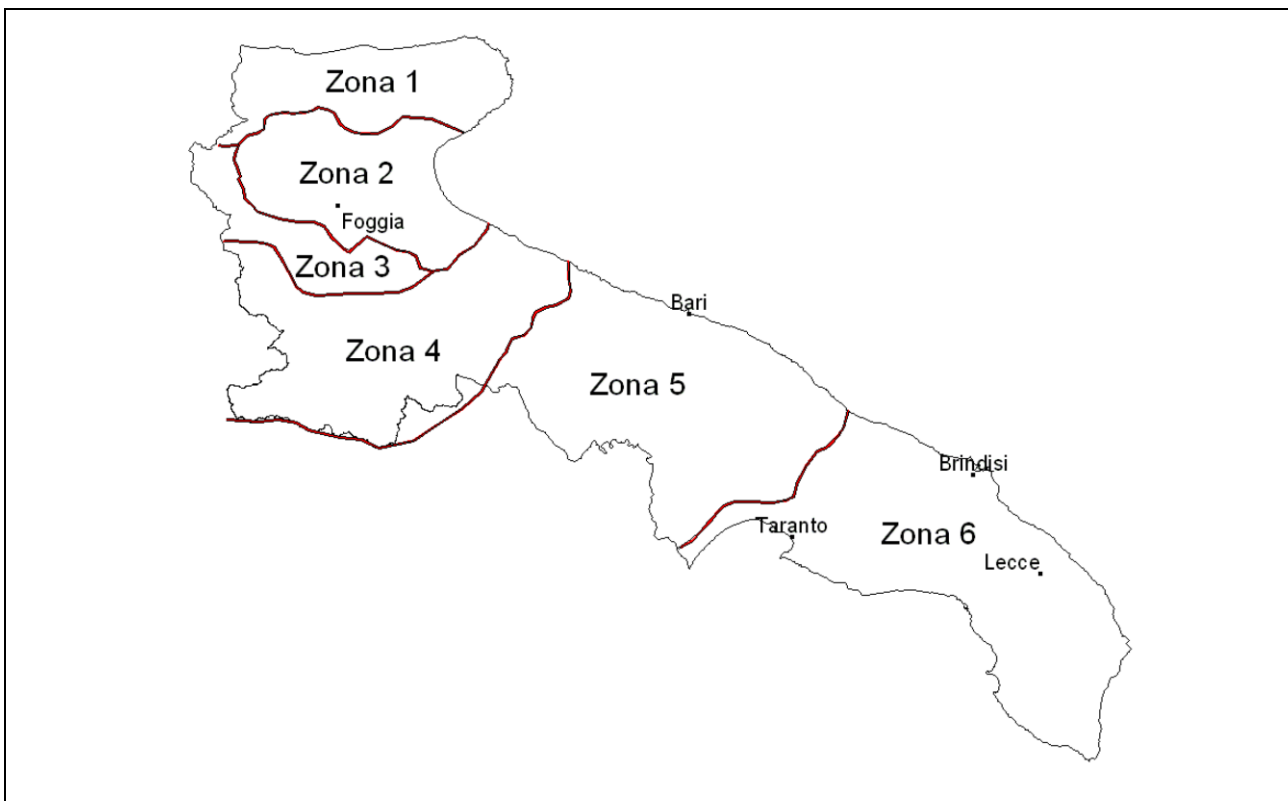 Zona 1
Zona 2
Foggia
Zona 3
Bari
Zona 4
Zona 5
Brindisi
Taranto
Zona 6
Lecce